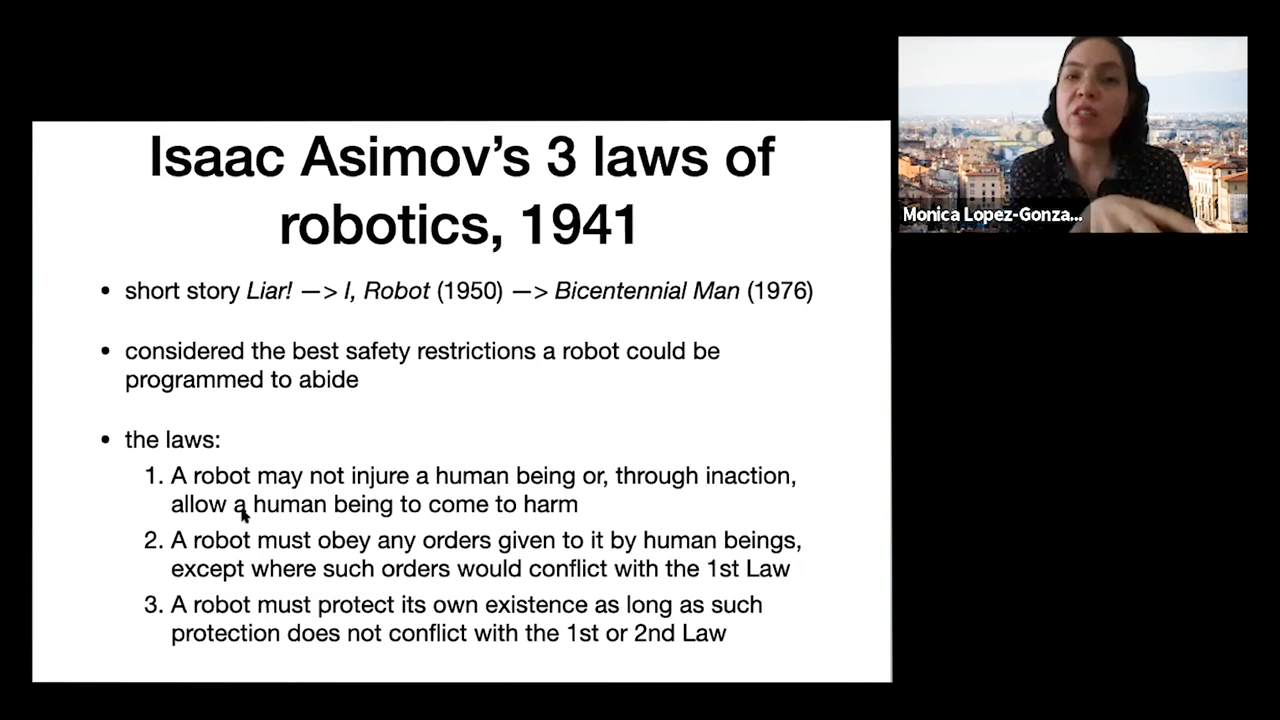 Isaac Asimov’s 3 laws of
robotics, 1941
• short story Liar! —> I, Robot (1950) —> Bicentennial Man (1976)
• considered the best safety restrictions a robot could be
programmed to abide
• the laws:
1. A robot may not injure a human being or, through inaction,
allow a human being to come to harm
2. A robot must obey any orders given to it by human beings,
except where such orders would conflict with the 1st Law
3. A robot must protect its own existence as long as such
protection does not conflict with the 1st or 2nd Law
Monica Lopez-Gonza...